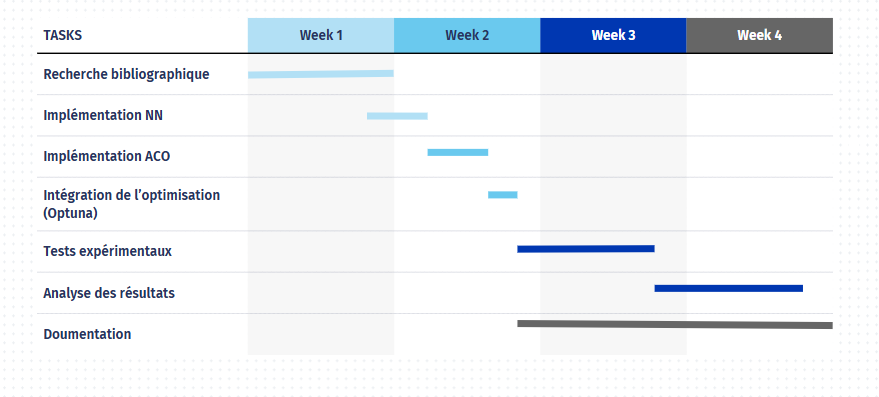 TASKS Week 1 Week 2 Week 3 Week 4
Recherche bibliographique
Implémentation NN
Implémentation ACO
Intégration de l’optimisation
(Optuna)
Tests expérimentaux
Analyse des résultats
Doumentation